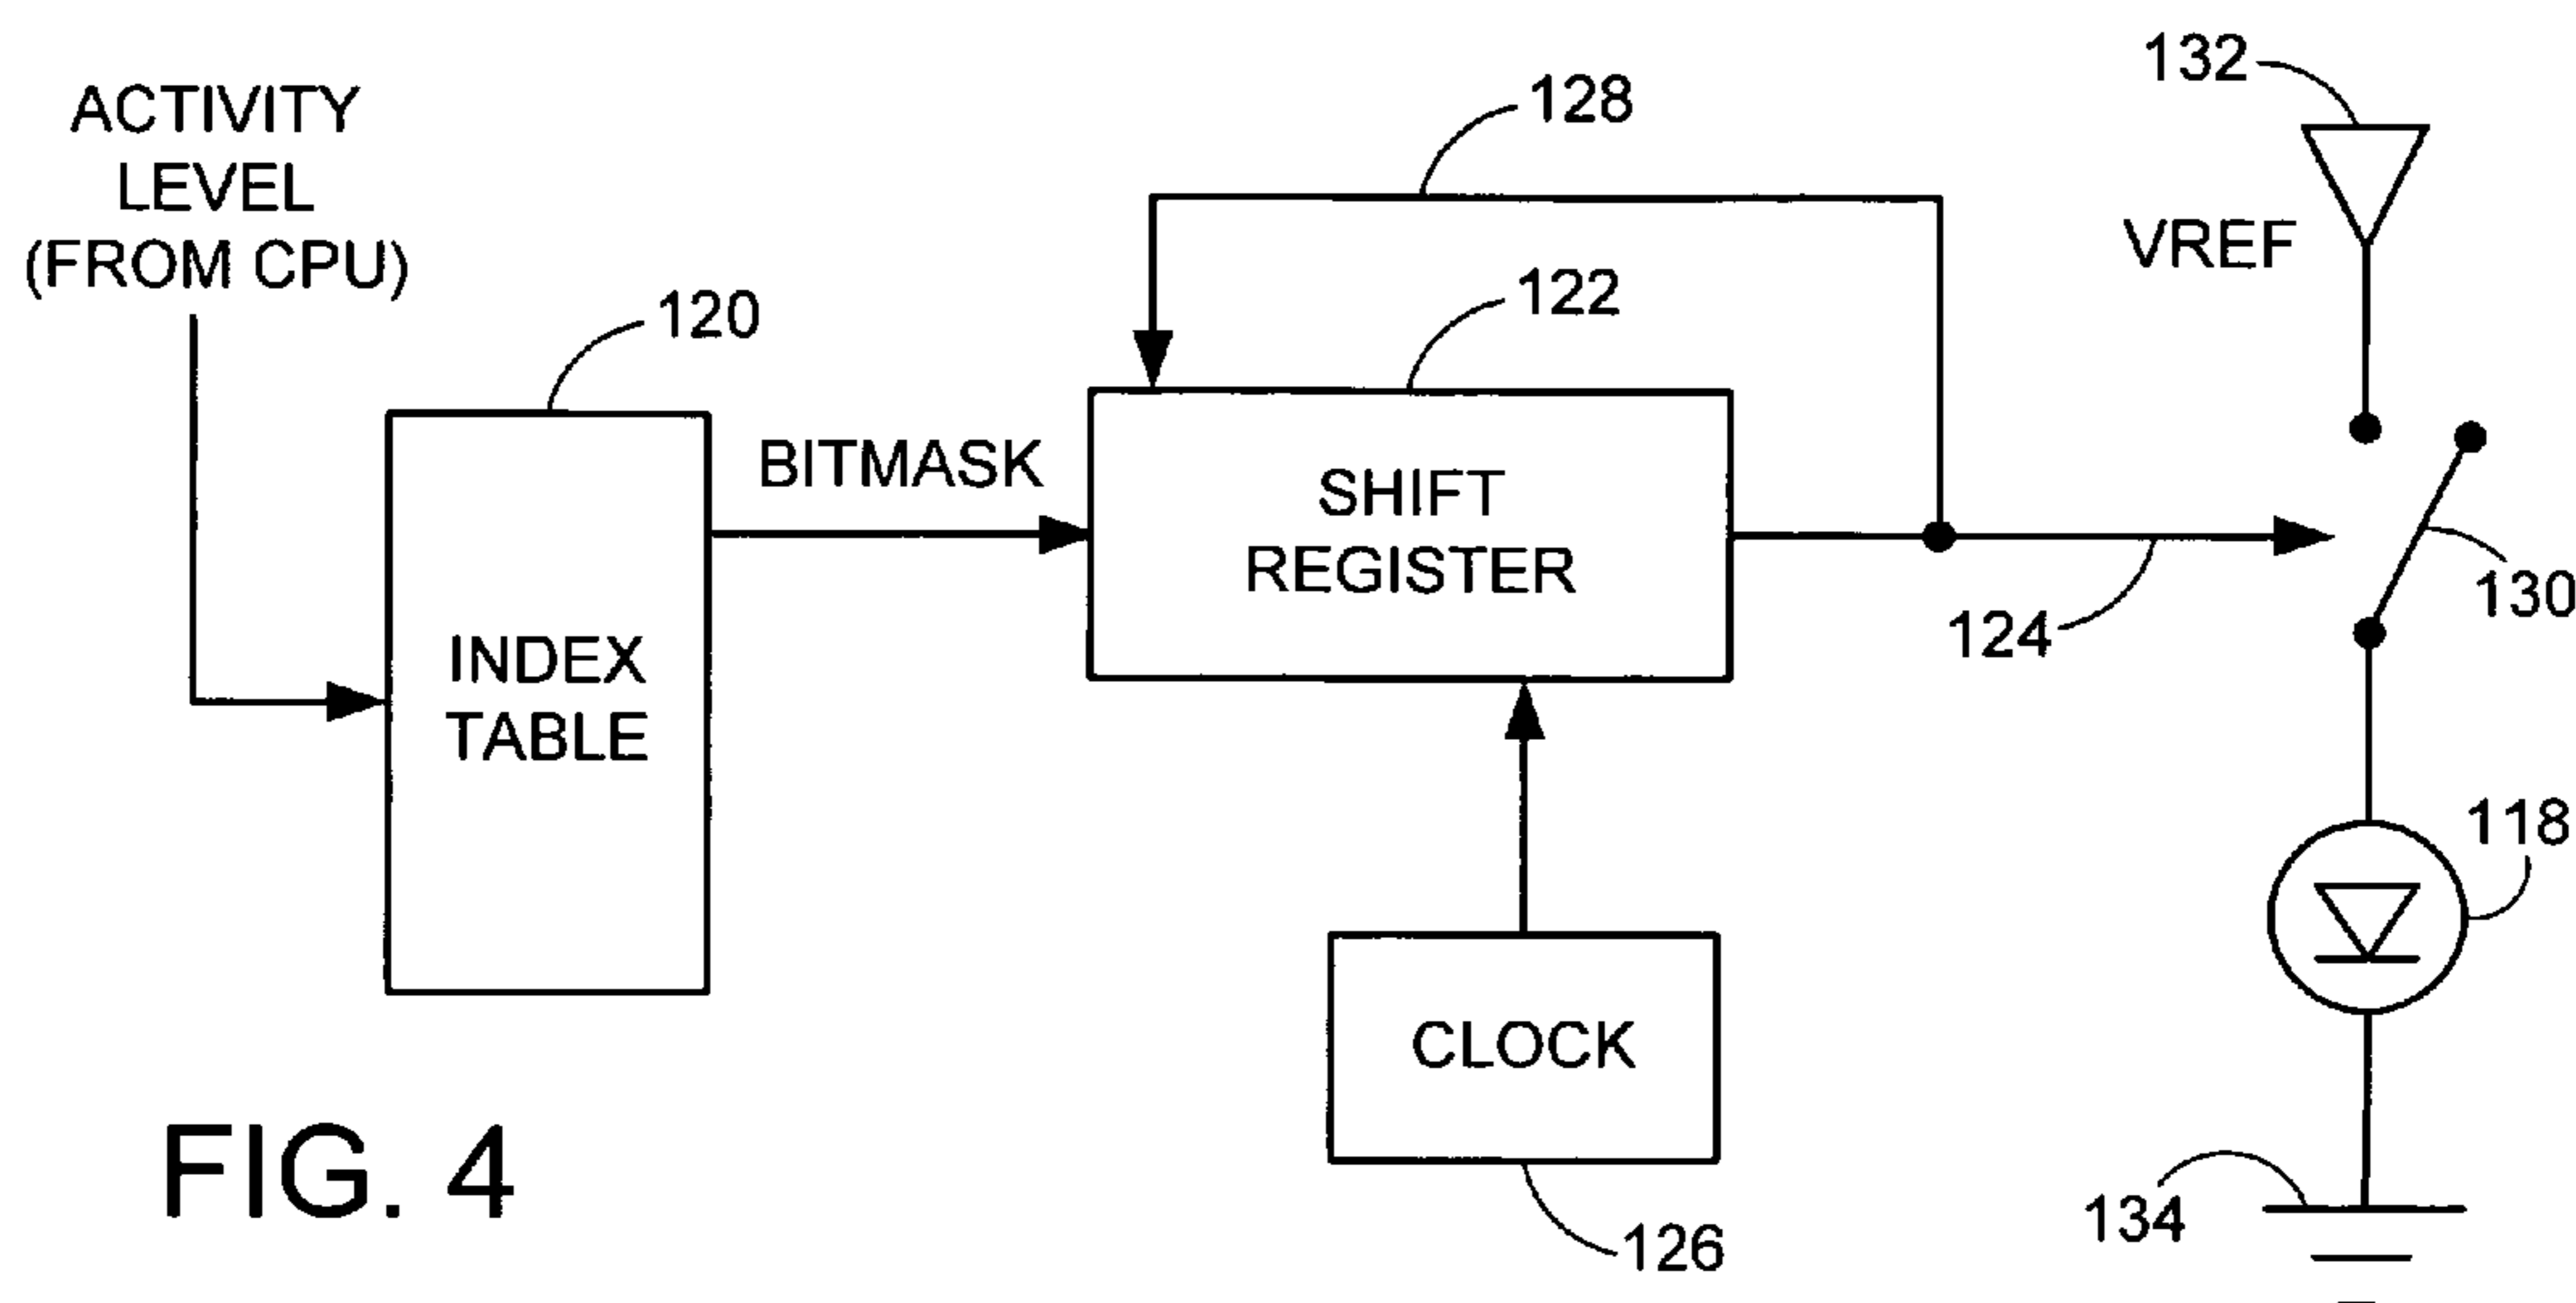 ACTIVITY
LEVEL
(FROM CPU)
120
INDEX
TABLE
BITMASK
128
122
SHIFT
REGISTER
CLOCK
126
124
132
VREF
130
118
134
FIG. 4